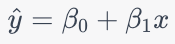 ŷ = β₀ + β₁x